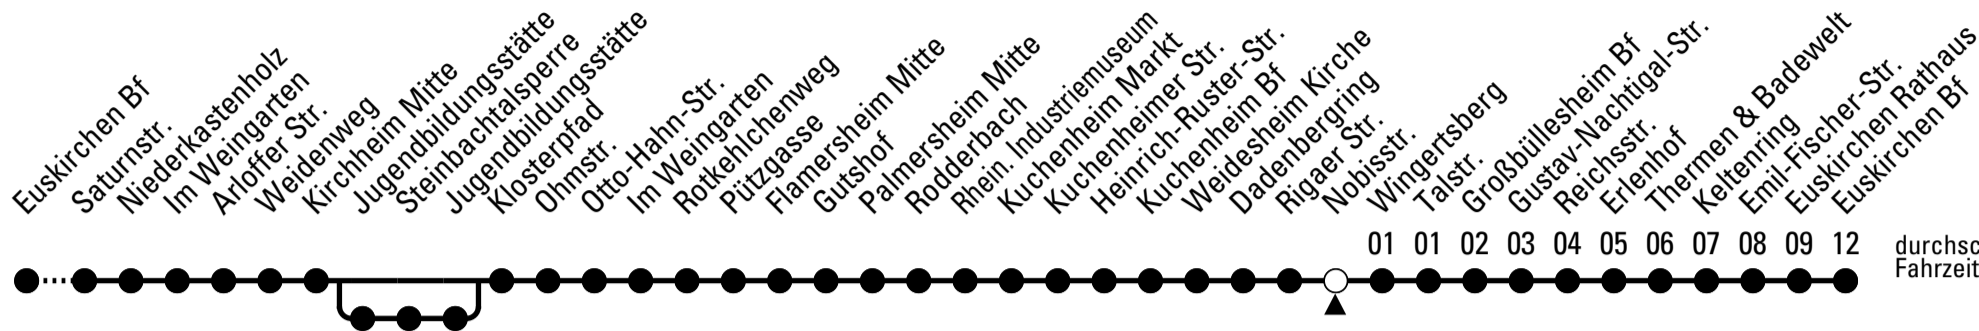 Euskirchen Bf
Saturnstr.
Niederkastenholz
Im Weingarten
Arloffer Str.
Weidenweg
Kirchheim Mitte
Jugendbildungsstätte
Steinbachtalsperre
Jugendbildungsstätte
Klosterpfad
Ohmstr.
Otto-Hahn-Str.
Im Weingarten
Rotkehlchenweg
Pützgasse
Flamersheim Mitte
Gutshof
Palmersheim Mitte
Rodderbach
Rhein. Industriemuseum
Kuchenheim Markt
Kuchenheimer Str.
Heinrich-Ruster-Str.
Kuchenheim Bf
Weidesheim Kirche
Dadenbergring
Rigaer Str.
Nobisstr.
Wingertsberg
Talstr.
Großbüllesheim Bf
Gustav-Nachtigal-Str.
Reichsstr.
Erlenhof
Thermen & Badewelt
Keltenring
Emil-Fischer-Str.
Euskirchen Rathaus
Euskirchen Bf
01 01 02 03 04 05 06 07 08 09 12
durchsc
Fahrzeit